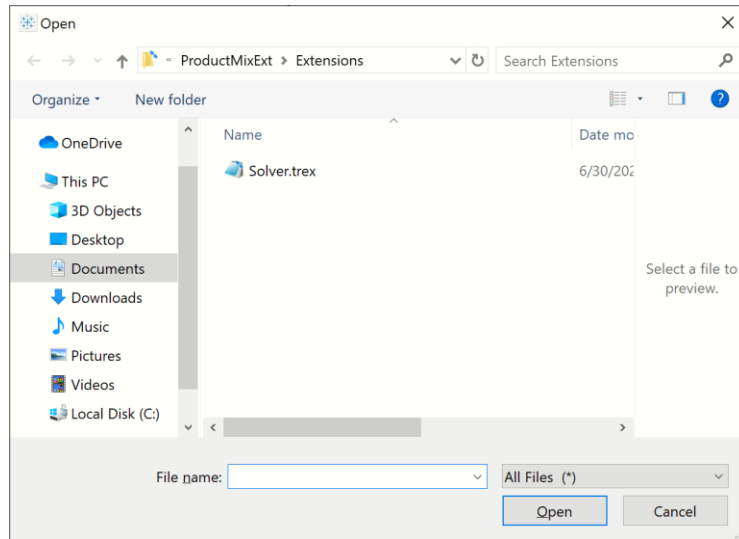 Open
ProductMixExt > Extensions
Search Extensions
Organize
New folder
?
Name
Date mo
OneDrive
Solver.trex
6/30/202
This PC
3D Objects
Desktop
Documents
Downloads
Music
Pictures
Videos
Local Disk (C:)
Select a file to
preview.
File name:
All Files (*)
Open
Cancel